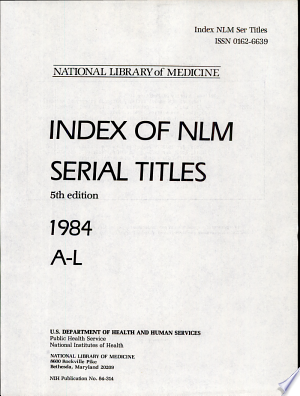 Index NLM Ser Titles
ISSN 0162-6639
NATIONAL LIBRARY of MEDICINE
INDEX OF NLM
SERIAL TITLES
5th edition
1984
A-L
U.S. DEPARTMENT OF HEALTH AND HUMAN SERVICES
Public Health Service
National Institutes of Health
NATIONAL LIBRARY OF MEDICINE
8600 Rockville Pike
Bethesda, Maryland 20209
NIH Publication No. 84-314